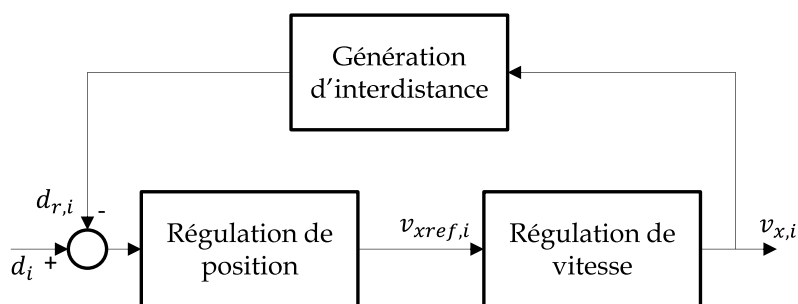 Génération
d'interdistance
d_{r,i}
-
Régulation de
position
v_{xref,i}
Régulation de
vitesse
v_{x,i}
d_i
+